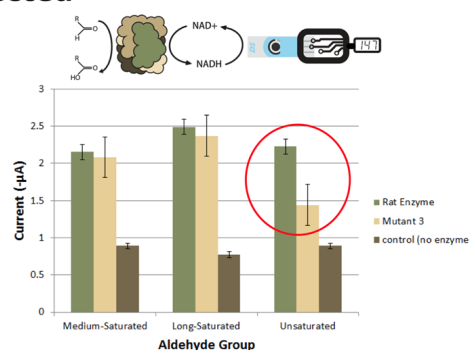 R
H
O
R
HO
O
NAD+
NADH
147
3
2.5
2
1.5
1
0.5
0
Current (-µA)
Medium-Saturated
Long-Saturated
Unsaturated
Aldehyde Group
Rat Enzyme
Mutant 3
control (no enzyme